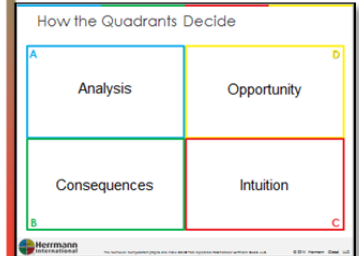 How the Quadrants Decide
A
D
Analysis
Opportunity
Consequences
Intuition
B
C
Herrmann
International